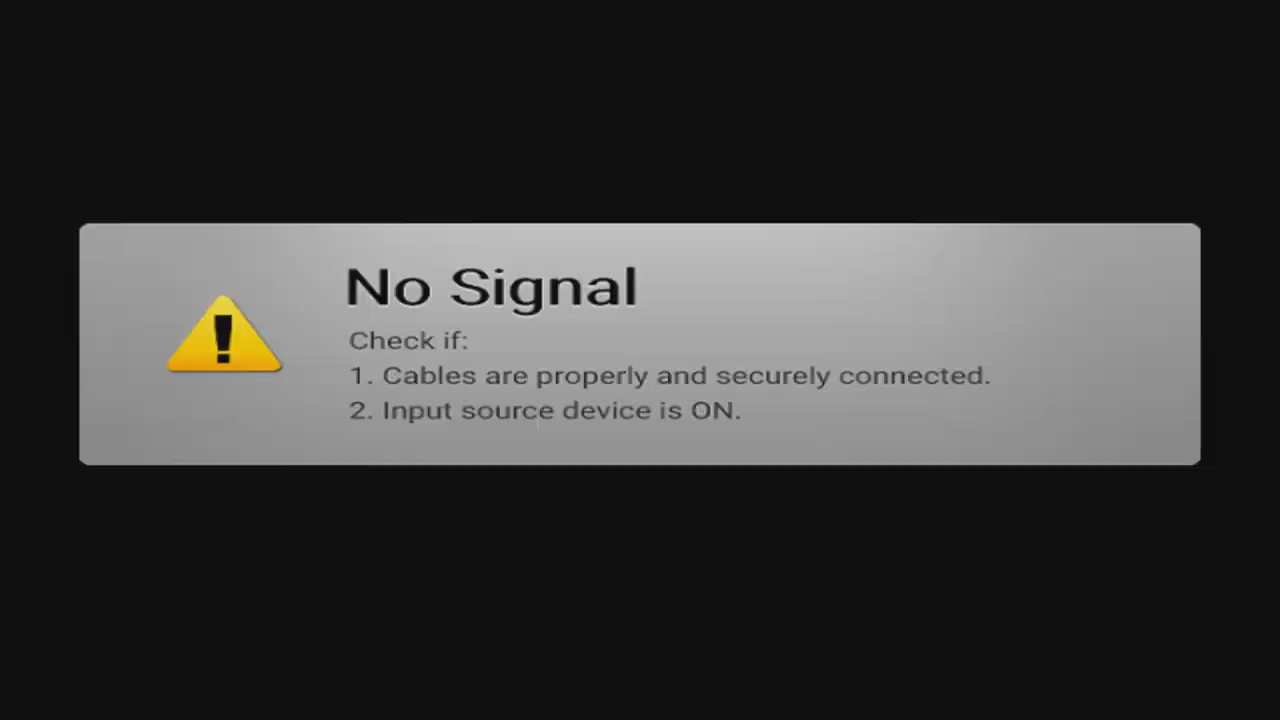 No Signal
Check if:
1. Cables are properly and securely connected.
2. Input source device is ON.